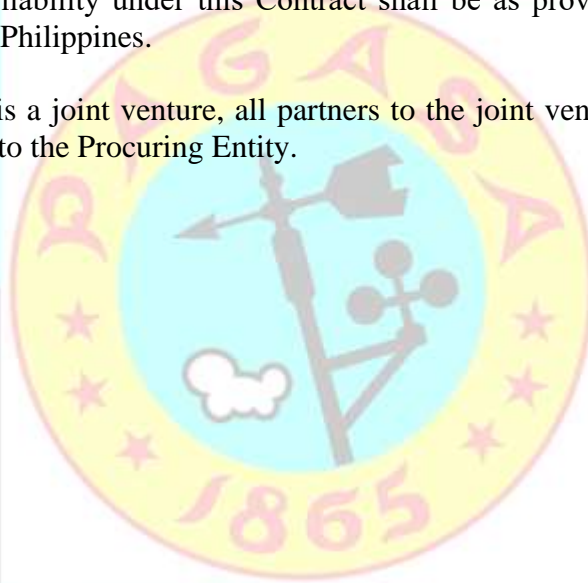 liability under this Contract shall be as prov
Philippines.
is a joint venture, all partners to the joint ven
to the Procuring Entity.
PAGASA
1865